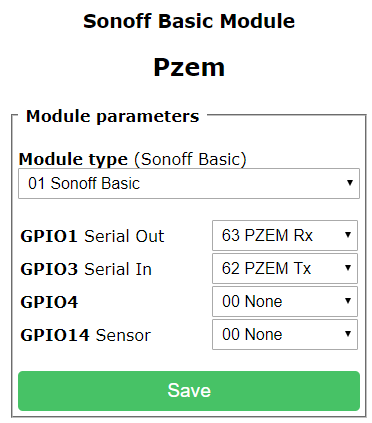 Sonoff Basic Module
Pzem
Module parameters
Module type (Sonoff Basic)
01 Sonoff Basic
GPIO1 Serial Out 63 PZEM Rx
GPIO3 Serial In 62 PZEM Tx
GPIO4 00 None
GPIO14 Sensor 00 None
Save